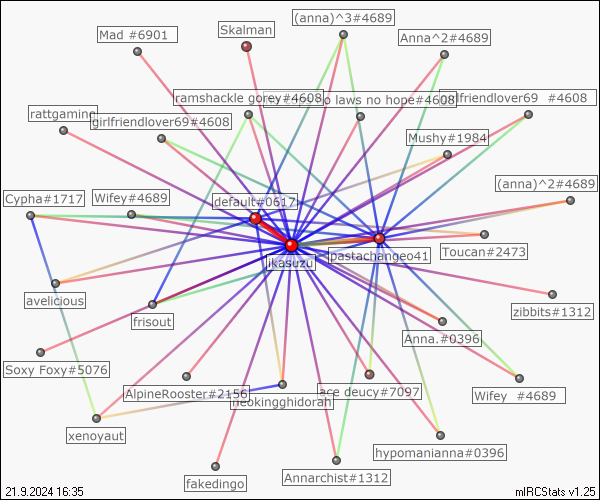 (anna)^3#4689
Mad #6901
Skalman
Anna^2#4689
ramshackle gorey#4608
no laws no hope#4608
girlfriendlover69 #4608
rattgaming
girlfriendlover69#4608
Mushy#1984
(anna)^2#4689
Cypha#1717
Wifey#4689
default#0617
Toucan#2473
jkasuzu
pastachangeo41
avelicious
frisout
zibbits#1312
Anna.#0396
Soxy Foxy#5076
AlpineRooster#2156
neokingghidorah
ace deucy#7097
Wifey #4689
xenoyaut
hypomanianna#0396
fakedingo
Annarchist#1312
21.9.2024 16:35
mIRCStats v1.25